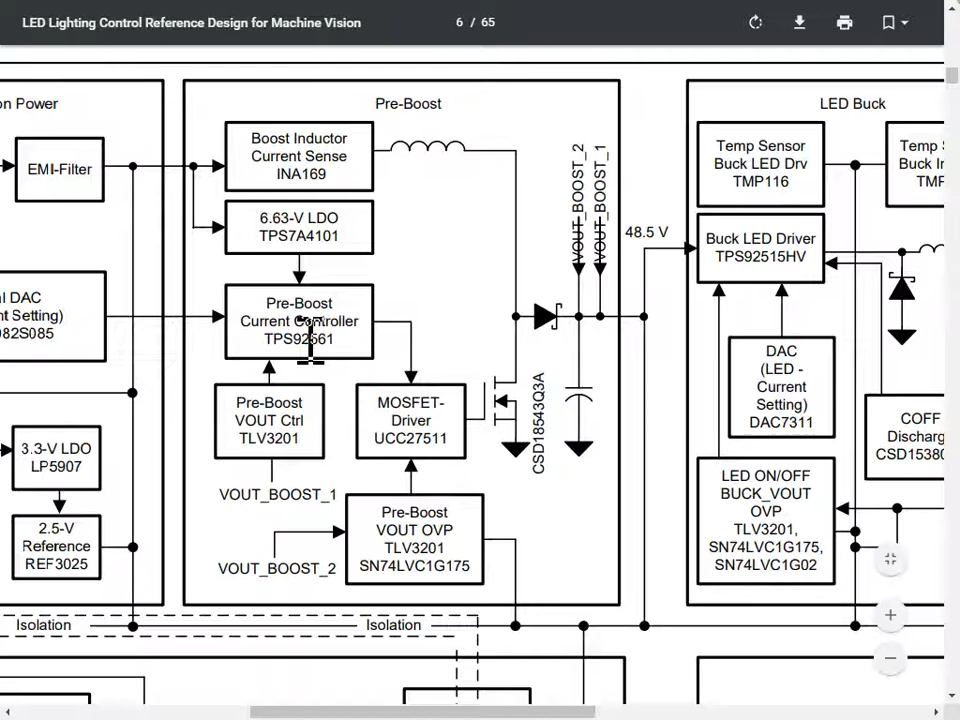 LED Lighting Control Reference Design for Machine Vision
6 / 65
on Power
EMI-Filter
al DAC
nt Setting)
082S085
3.3-V LDO
LP5907
2.5-V
Reference
REF3025
Pre-Boost
Boost Inductor
Current Sense
INA169
6.63-V LDO
TPS7A4101
Pre-Boost
Current Controller
TPS92561
Pre-Boost
VOUT Ctrl
TLV3201
VOUT_BOOST_1
MOSFET-
Driver
UCC27511
CSD18543Q3A
Pre-Boost
VOUT OVP
TLV3201
SN74LVC1G175
VOUT_BOOST_2
VOUT_BOOST_2
VOUT_BOOST_1
48.5 V
LED Buck
Temp Sensor
Buck LED Drv
TMP116
Temp S
Buck In
TMP
Buck LED Driver
TPS92515HV
DAC
(LED -
Current
Setting)
DAC7311
COFF
Discharg
CSD15380
LED ON/OFF
BUCK_VOUT
OVP
TLV3201,
SN74LVC1G175,
SN74LVC1G02
Isolation
Isolation